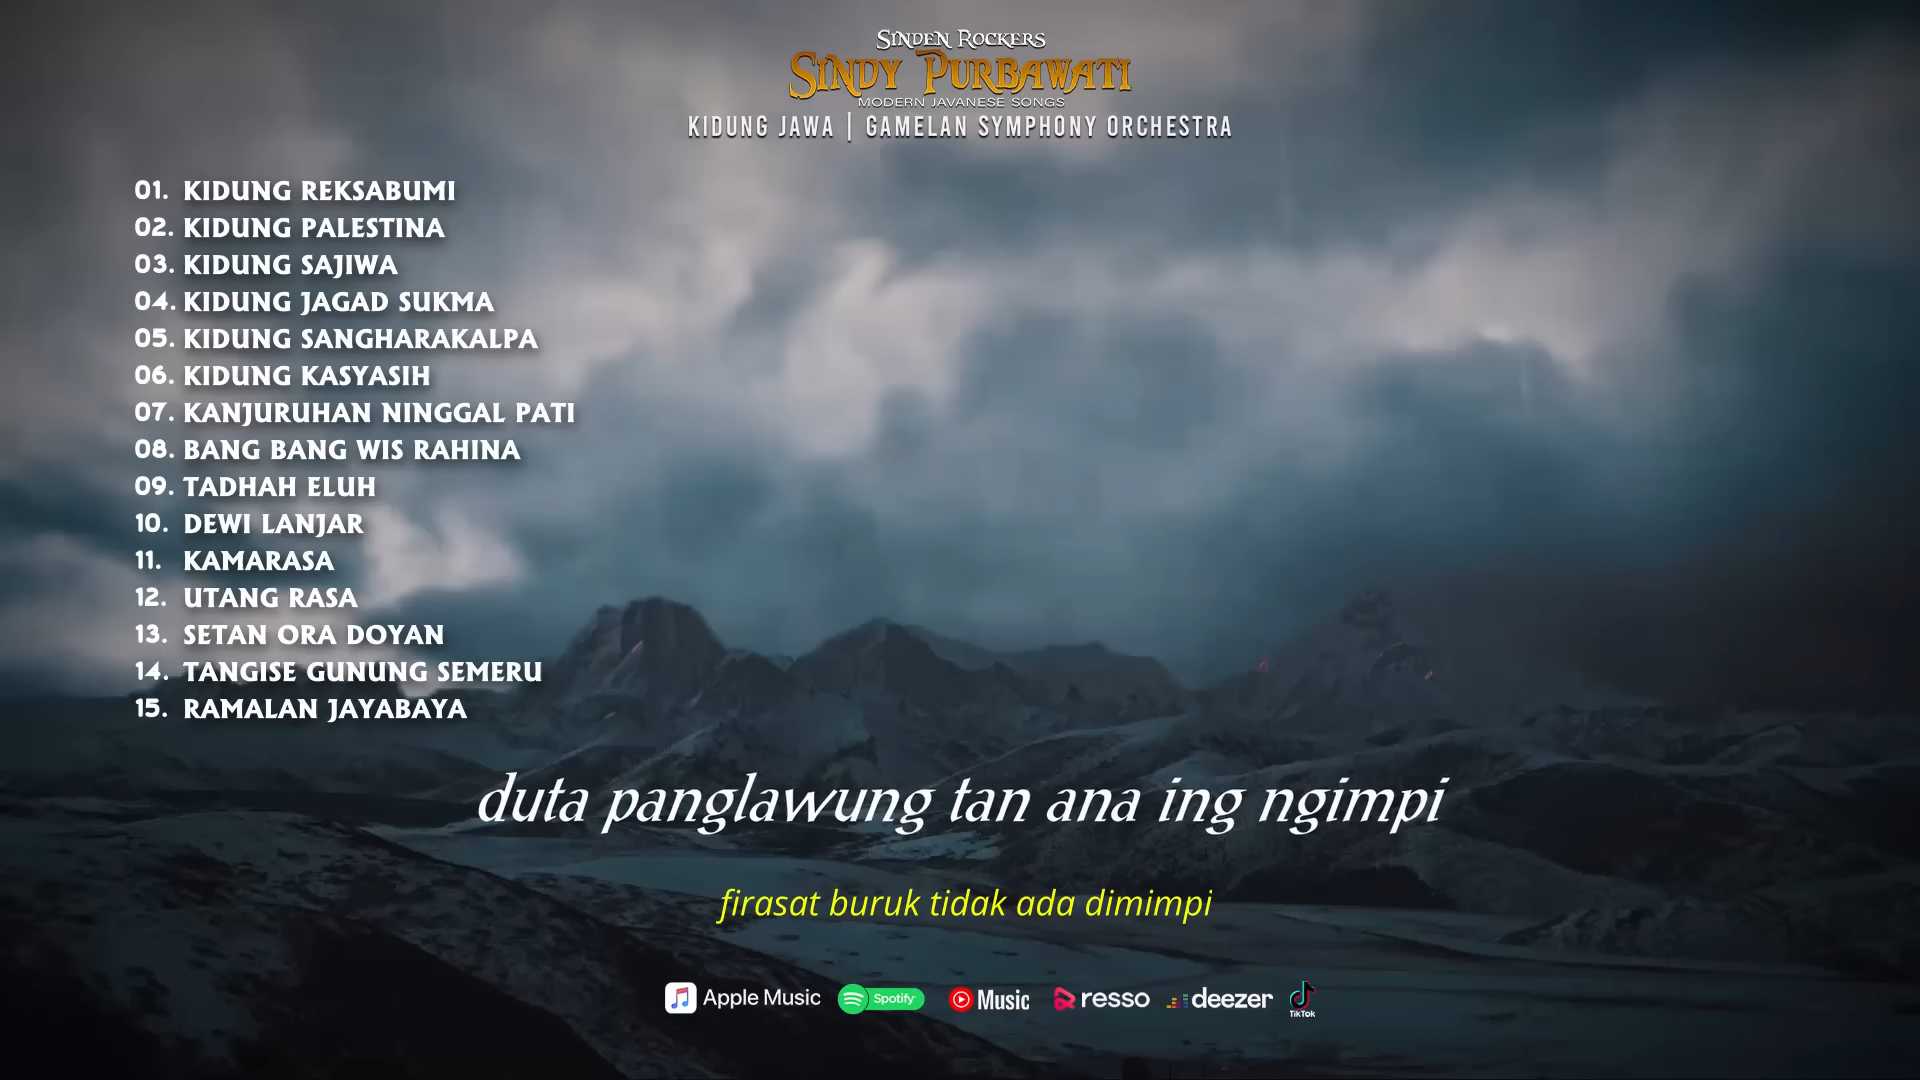 SINDEN ROCKERS
SINDY PURBAWATI
MODERN JAVANESE SONGS
KIDUNG JAWA | GAMELAN SYMPHONY ORCHESTRA
01. KIDUNG REKSABUMI
02. KIDUNG PALESTINA
03. KIDUNG SAJIWA
04. KIDUNG JAGAD SUKMA
05. KIDUNG SANGHARAKALPA
06. KIDUNG KASYASIH
07. KANJURUHAN NINGGAL PATI
08. BANG BANG WIS RAHINA
09. TADHAH ELUH
10. DEWI LANJAR
11. KAMARASA
12. UTANG RASA
13. SETAN ORA DOYAN
14. TANGISE GUNUNG SEMERU
15. RAMALAN JAYABAYA
duta panglawung tan ana ing ngimpi
firasat buruk tidak ada dimimpi
Apple Music Spotify Music resso deezer TikTok